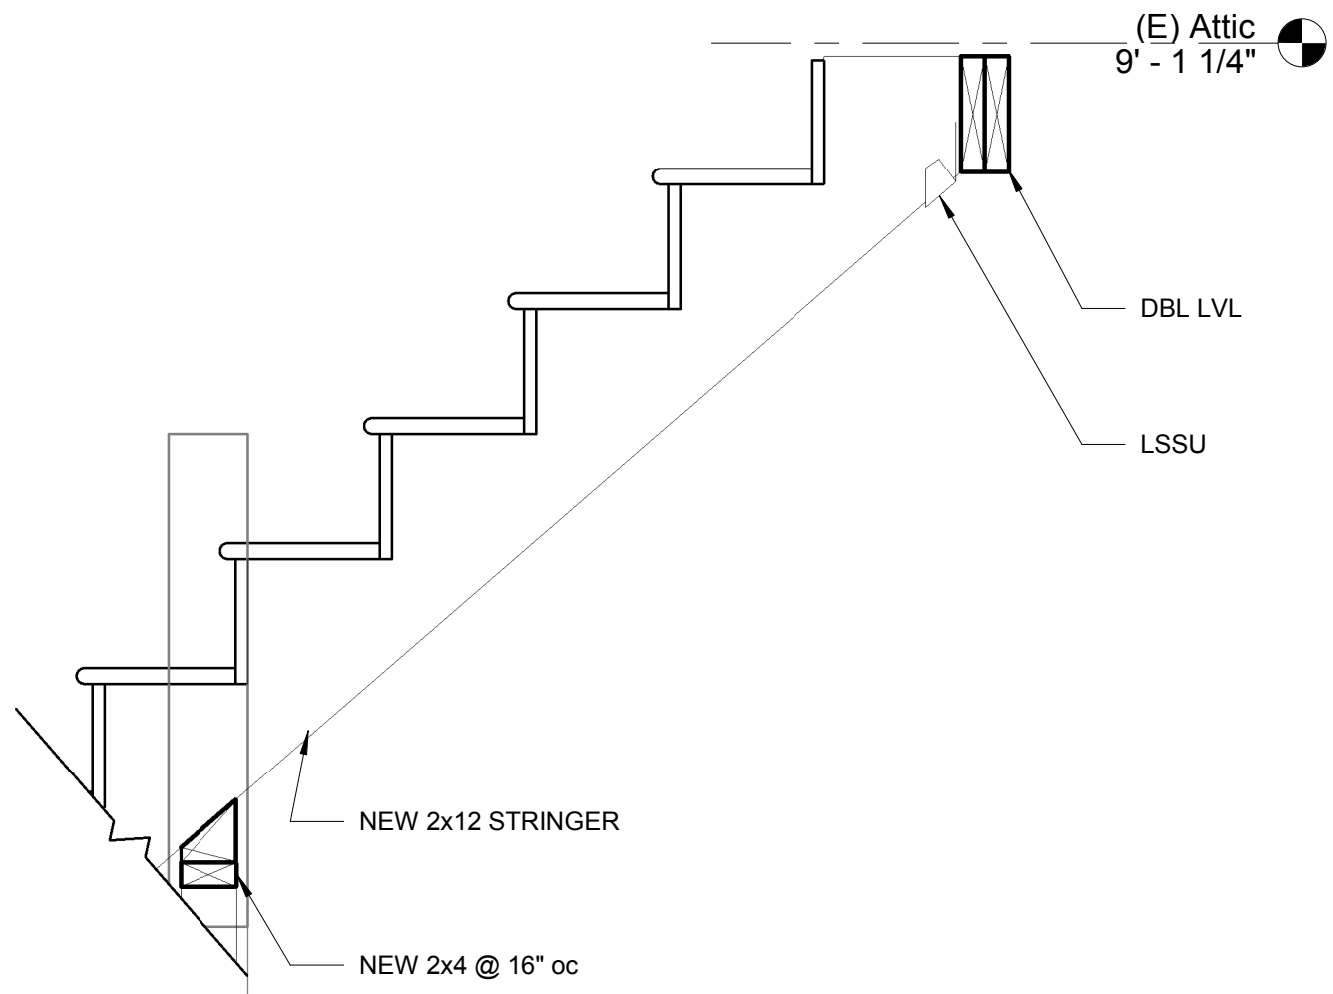 (E) Attic
9' - 1 1/4"
DBL LVL
LSSU
NEW 2x12 STRINGER
NEW 2x4 @ 16" oc